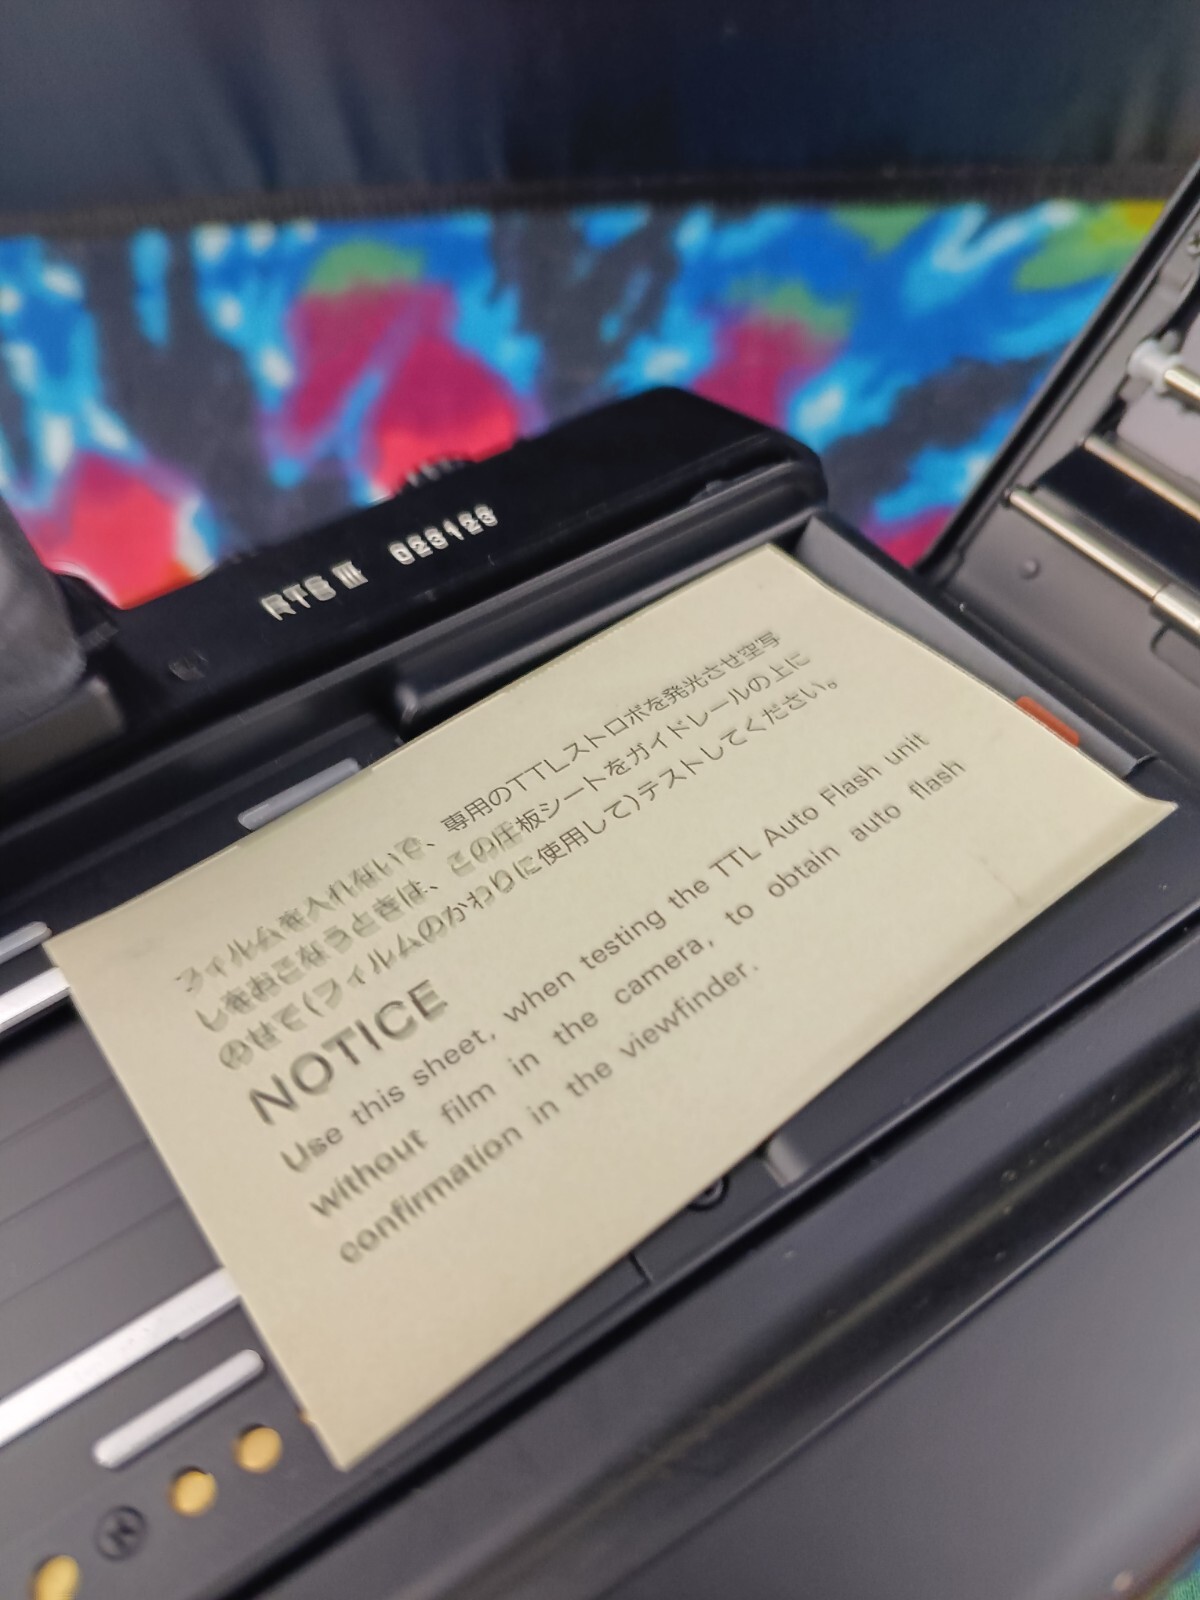 RTS III 023123
フィルムを入れないで、専用のTTLストロボを発光させ空写
しをおこなうときは、この圧板シートをガイドレールの上に
のせて(フィルムのかわりに使用して)テストしてください。
NOTICE
Use this sheet, when testing the TTL Auto Flash unit
without film in the camera, to obtain auto flash
confirmation in the viewfinder.